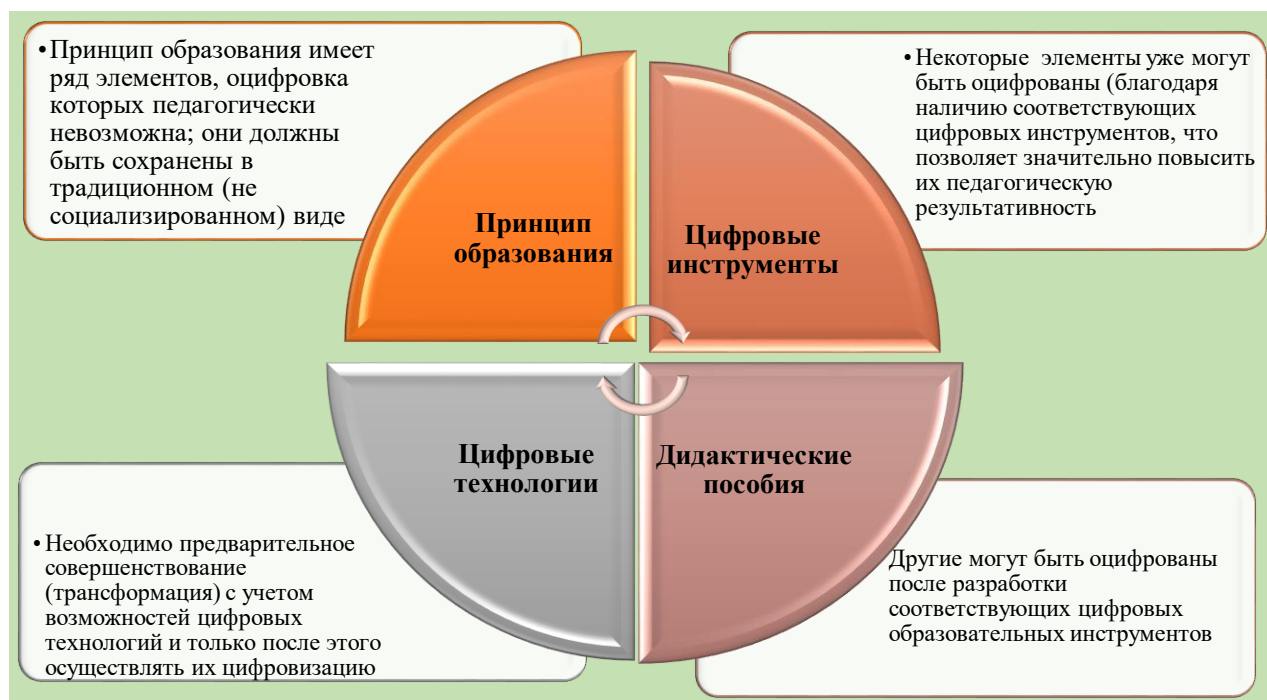 •Принцип образования имеет
ряд элементов, оцифровка
которых педагогически
невозможна; они должны
быть сохранены в
традиционном (не
социализированном) виде
•Некоторые элементы уже могут
быть оцифрованы (благодаря
наличию соответствующих
цифровых инструментов, что
позволяет значительно повысить
их педагогическую
результативность
Принцип
образования
Цифровые
инструменты
Цифровые
технологии
Дидактические
пособия
•Необходимо предварительное
совершенствование
(трансформация) с учетом
возможностей цифровых
технологий и только после этого
осуществлять их цифровизацию
Другие могут быть оцифрованы
после разработки
соответствующих цифровых
образовательных инструментов